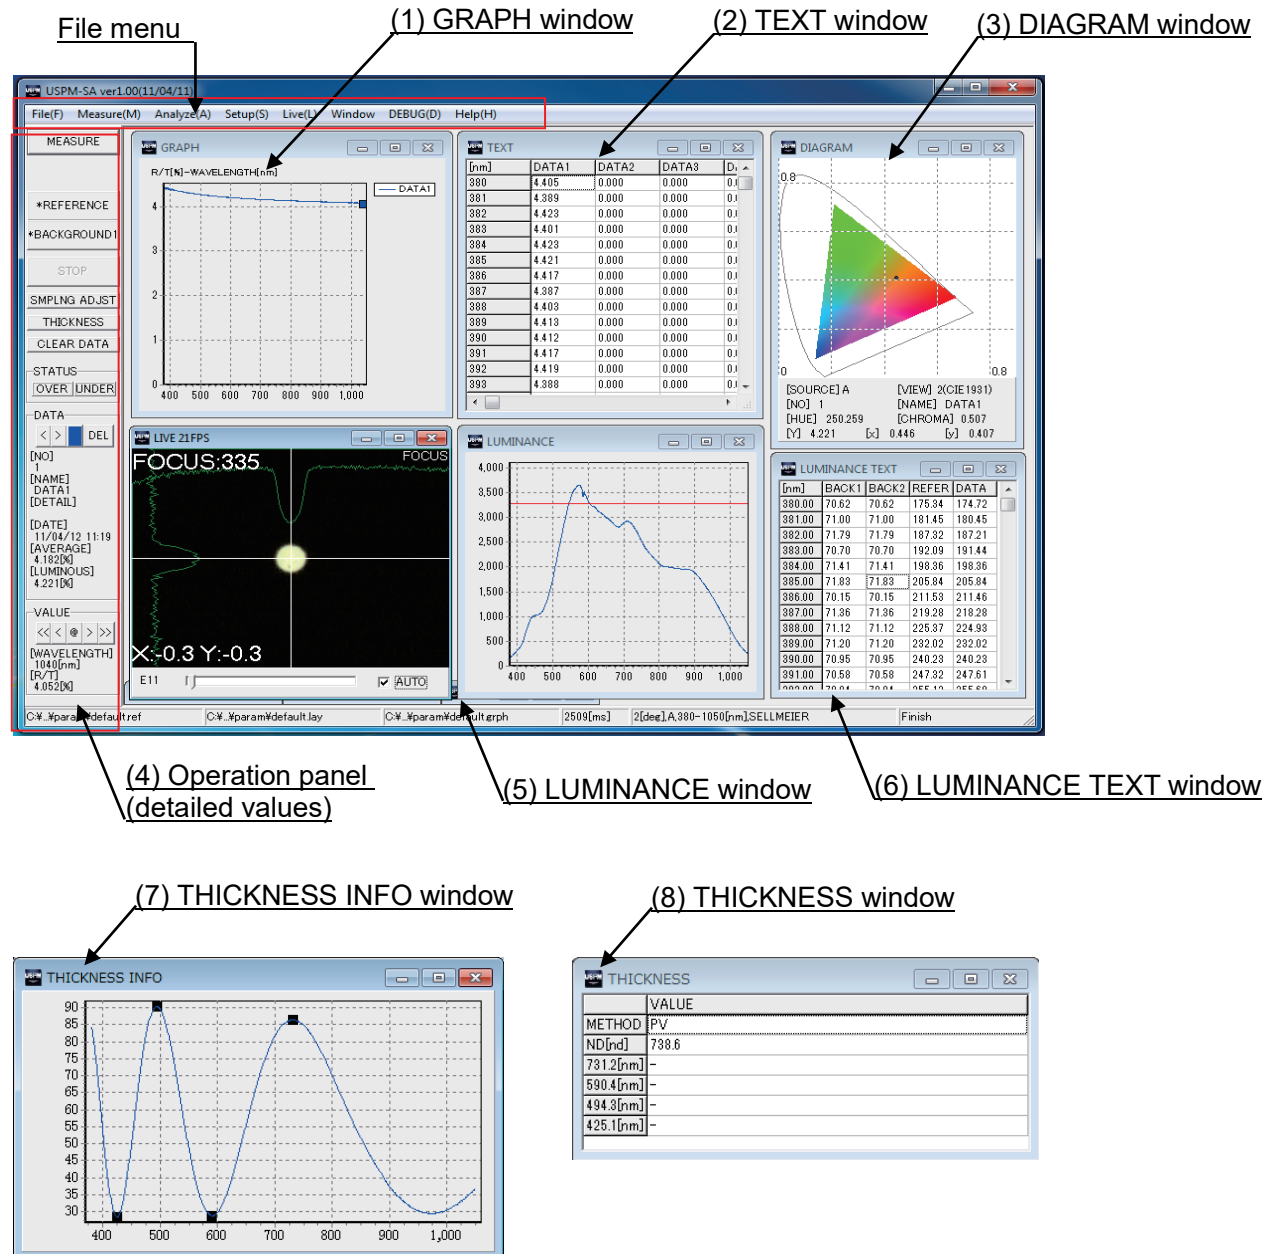 File menu
(1) GRAPH window
(2) TEXT window
(3) DIAGRAM window
USPM-SA ver1.00(11/04/11)
File(F) Measure(M) Analyze(A) Setup(S) Live(L) Window DEBUG(D) Help(H)
MEASURE
*REFERENCE
*BACKGROUND1
STOP
SMPLNG ADJST
THICKNESS
CLEAR DATA
STATUS
OVER UNDER
DATA
< > DEL
[NO]
1
[NAME]
DATA1
[DETAIL]
[DATE]
11/04/12 11:19
[AVERAGE]
4.182[%]
[LUMINOUS]
4.221[%]
VALUE
<< < @ > >>
[WAVELENGTH]
1040[nm]
[R/T]
4.052[%]
GRAPH
R/T[%]-WAVELENGTH[nm]
DATA1
4
3
2
1
0
400 500 600 700 800 900 1,000
TEXT
[nm] DATA1 DATA2 DATA3
380 4.405 0.000 0.000
381 4.389 0.000 0.000
382 4.423 0.000 0.000
383 4.401 0.000 0.000
384 4.423 0.000 0.000
385 4.421 0.000 0.000
386 4.417 0.000 0.000
387 4.387 0.000 0.000
388 4.403 0.000 0.000
389 4.413 0.000 0.000
390 4.412 0.000 0.000
391 4.417 0.000 0.000
392 4.419 0.000 0.000
393 4.388 0.000 0.000
DIAGRAM
0.8
0 0.8
[SOURCE] A [VIEW] 2(CIE1931)
[NO] 1 [NAME] DATA1
[HUE] 250.259 [CHROMA] 0.507
[Y] 4.221 [x] 0.446 [y] 0.407
LIVE 21FPS
FOCUS:335 FOCUS
X:-0.3 Y:-0.3
E11 AUTO
LUMINANCE
4,000
3,500
3,000
2,500
2,000
1,500
1,000
500
0
400 500 600 700 800 900 1,000
LUMINANCE TEXT
[nm] BACK1 BACK2 REFER DATA
380.00 70.62 70.62 175.34 174.72
381.00 71.00 71.00 181.45 180.45
382.00 71.79 71.79 187.32 187.21
383.00 70.70 70.70 192.09 191.44
384.00 71.41 71.41 198.36 198.36
385.00 71.83 71.83 205.84 205.84
386.00 70.15 70.15 211.53 211.46
387.00 71.36 71.36 219.28 218.28
388.00 71.12 71.12 225.37 224.93
389.00 71.20 71.20 232.02 232.02
390.00 70.95 70.95 240.23 240.23
391.00 70.58 70.58 247.32 247.61
C:¥..¥param¥default.ref C:¥..¥param¥default.lay C:¥..¥param¥default.grph 2509[ms] 2[deg],A,380-1050[nm],SELLMEIER Finish
(4) Operation panel
(detailed values)
(5) LUMINANCE window
(6) LUMINANCE TEXT window
(7) THICKNESS INFO window
(8) THICKNESS window
THICKNESS INFO
90
85
80
75
70
65
60
55
50
45
40
35
30
400 500 600 700 800 900 1,000
THICKNESS
VALUE
METHOD PV
ND[nd] 738.6
731.2[nm] -
590.4[nm] -
494.3[nm] -
425.1[nm] -